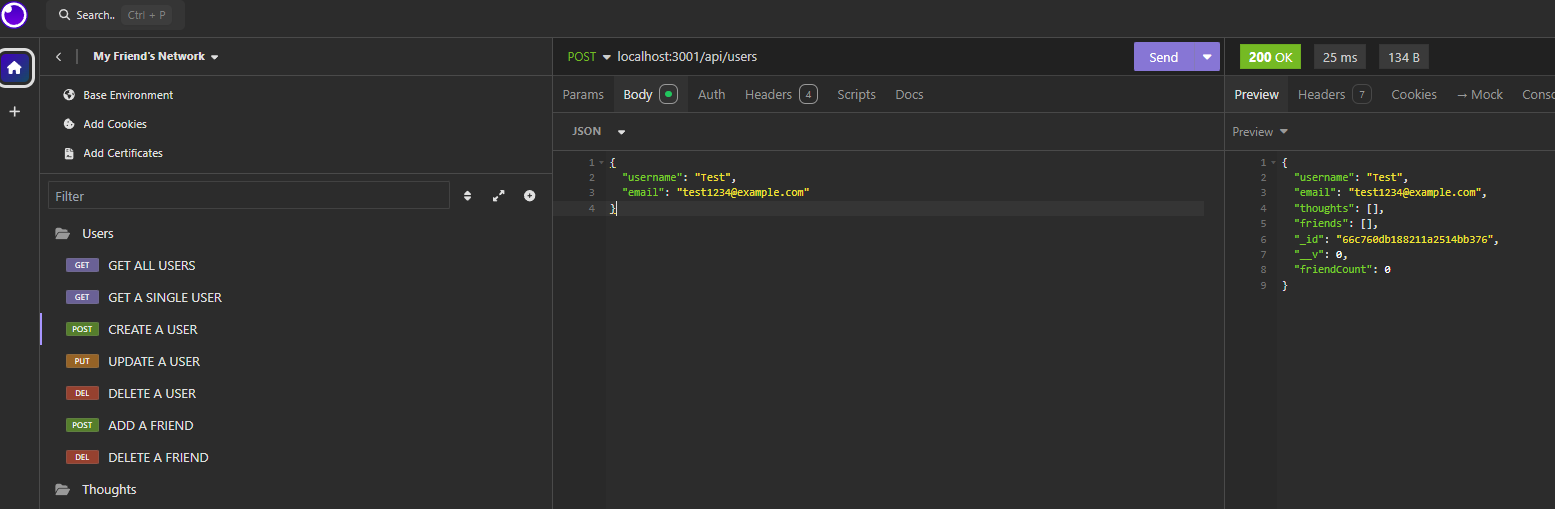 Search.. Ctrl + P
My Friend's Network
Base Environment
Add Cookies
Add Certificates
Filter
Users
GET GET ALL USERS
GET GET A SINGLE USER
POST CREATE A USER
PUT UPDATE A USER
DEL DELETE A USER
POST ADD A FRIEND
DEL DELETE A FRIEND
Thoughts
POST localhost:3001/api/users Send
Params Body Auth Headers 4 Scripts Docs
JSON
1 {
2 "username": "Test",
3 "email": "test1234@example.com"
4 }
200 OK 25 ms 134 B
Preview Headers 7 Cookies → Mock Consc
Preview
1 {
2 "username": "Test",
3 "email": "test1234@example.com",
4 "thoughts": [],
5 "friends": [],
6 "_id": "66c760db188211a2514bb376",
7 "__v": 0,
8 "friendCount": 0
9 }